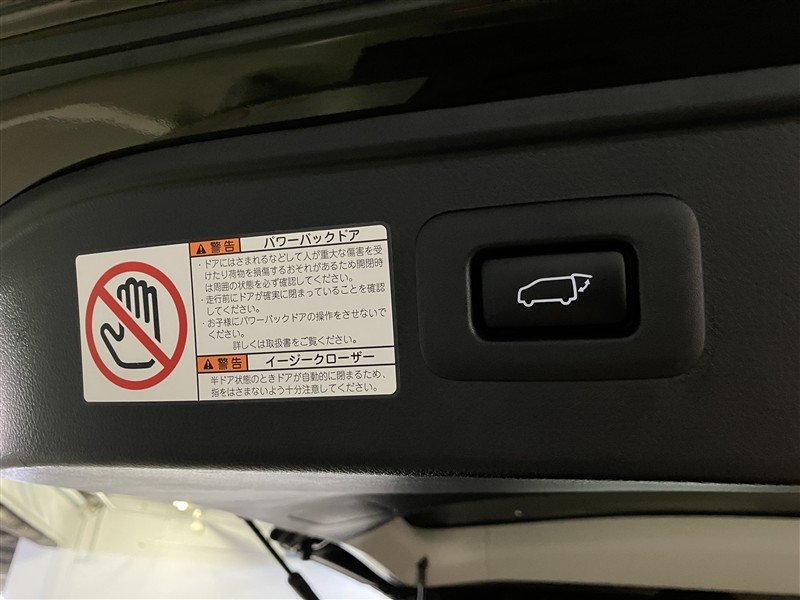 警告 パワーバックドア
・ドアにはさまれるなどして人が重大な傷害を受
けたり荷物を損傷するおそれがあるため開閉時
は周囲の状態を必ず確認してください。
・走行前にドアが確実に閉まっていることを確認
してください。
・お子様にパワーバックドアの操作をさせないで
ください。
詳しくは取扱書をご覧ください。
警告 イージークローザー
半ドア状態のときドアが自動的に閉まるため、
指をはさまないよう十分注意してください。